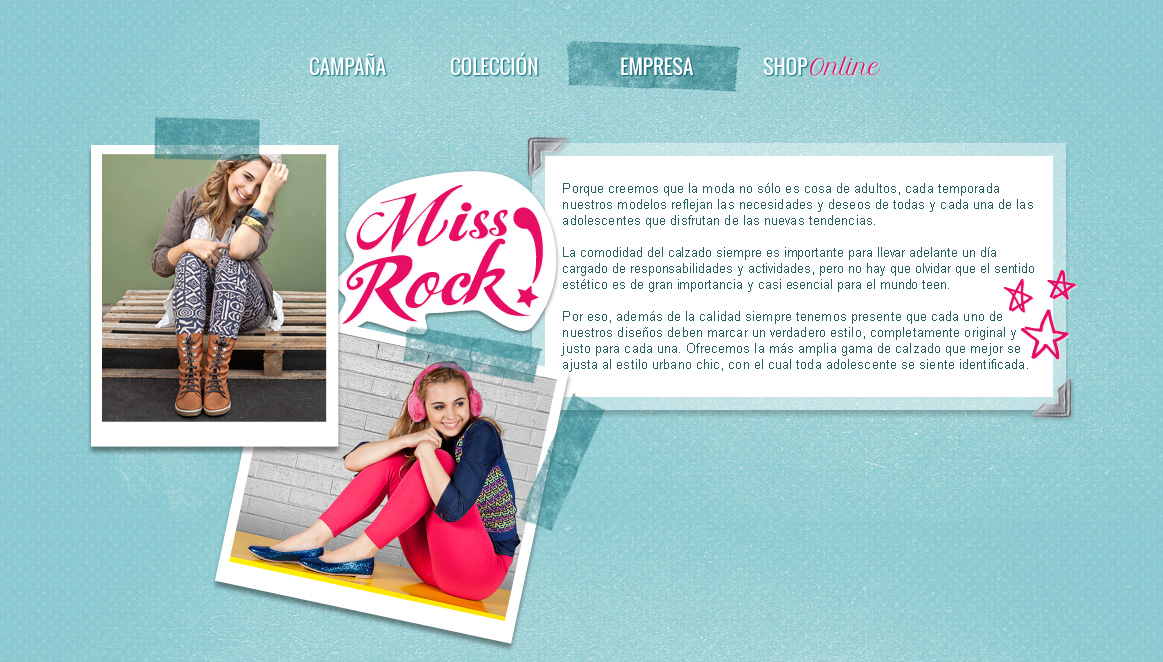 CAMPAÑA COLECCIÓN EMPRESA SHOPOnline
Miss
Rock!
Porque creemos que la moda no sólo es cosa de adultos, cada temporada
nuestros modelos reflejan las necesidades y deseos de todas y cada una de las
adolescentes que disfrutan de las nuevas tendencias.
La comodidad del calzado siempre es importante para llevar adelante un día
cargado de responsabilidades y actividades, pero no hay que olvidar que el sentido
estético es de gran importancia y casi esencial para el mundo teen.
Por eso, además de la calidad siempre tenemos presente que cada uno de
nuestros diseños deben marcar un verdadero estilo, completamente original y
justo para cada una. Ofrecemos la más amplia gama de calzado que mejor se
ajusta al estilo urbano chic, con el cual toda adolescente se siente identificada.